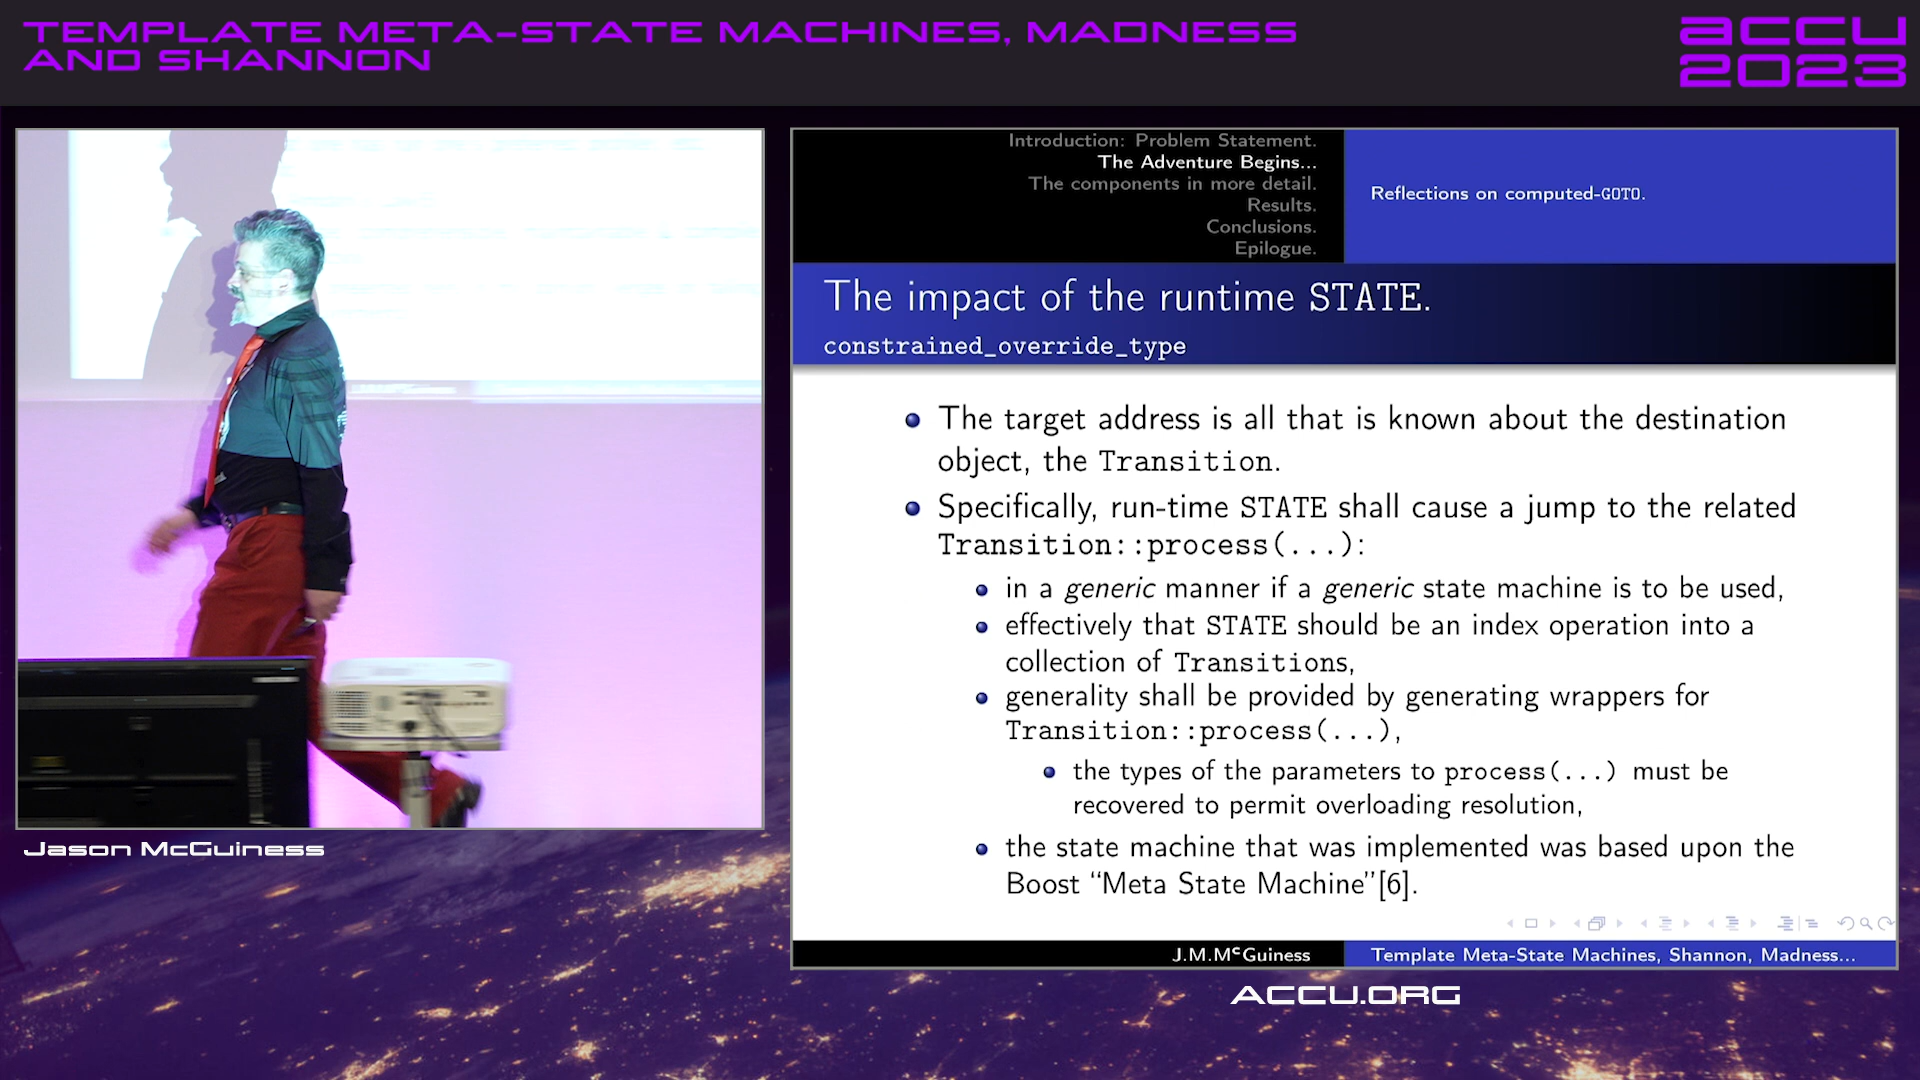 TEMPLATE META-STATE MACHINES, MADNESS
AND SHANNON
accu
2023
Introduction: Problem Statement.
The Adventure Begins...
The components in more detail.
Results.
Conclusions.
Epilogue.
Reflections on computed-GOTO.
The impact of the runtime STATE.
constrained_override_type
The target address is all that is known about the destination
object, the Transition.
Specifically, run-time STATE shall cause a jump to the related
Transition::process(...):
in a generic manner if a generic state machine is to be used,
effectively that STATE should be an index operation into a
collection of Transitions,
generality shall be provided by generating wrappers for
Transition::process(...),
the types of the parameters to process(...) must be
recovered to permit overloading resolution,
the state machine that was implemented was based upon the
Boost “Meta State Machine”[6].
J.M.McGuiness
Template Meta-State Machines, Shannon, Madness...
Jason McGuiness
ACCU.ORG